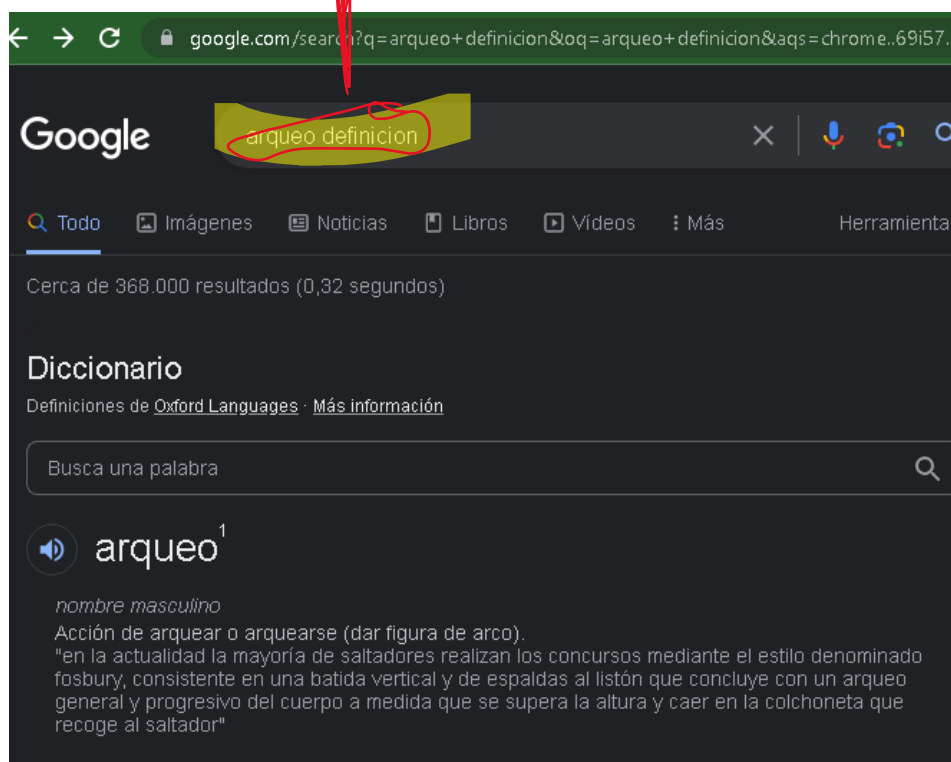 google.com/search?q=arqueo+definicion&oq=arqueo+definicion&aqs=chrome..69i57.
Google
arqueo definicion
Todo Imágenes Noticias Libros Vídeos Más Herramienta
Cerca de 368.000 resultados (0,32 segundos)
Diccionario
Definiciones de Oxford Languages · Más información
Busca una palabra
arqueo¹
nombre masculino
Acción de arquear o arquearse (dar figura de arco).
"en la actualidad la mayoría de saltadores realizan los concursos mediante el estilo denominado
fosbury, consistente en una batida vertical y de espaldas al listón que concluye con un arqueo
general y progresivo del cuerpo a medida que se supera la altura y caer en la colchoneta que
recoge al saltador"